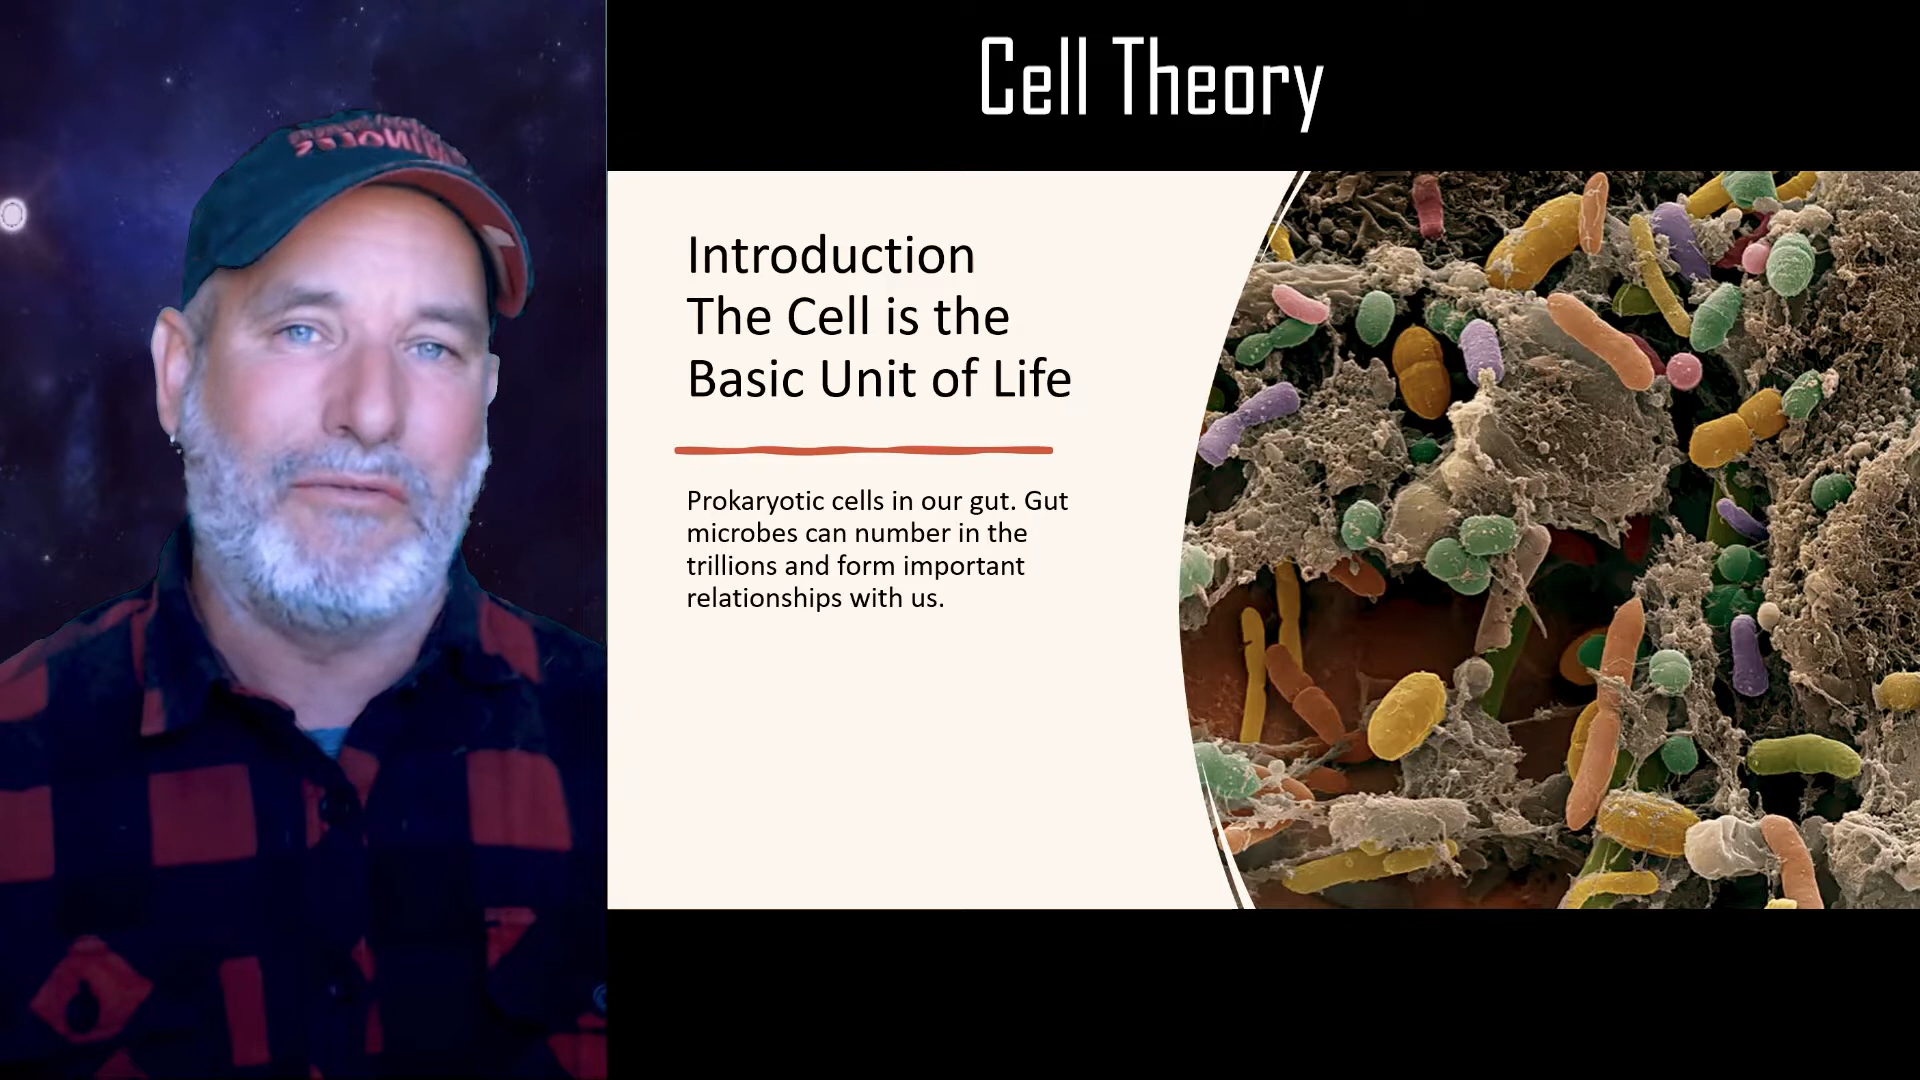 Cell Theory
Introduction
The Cell is the
Basic Unit of Life
Prokaryotic cells in our gut. Gut
microbes can number in the
trillions and form important
relationships with us.